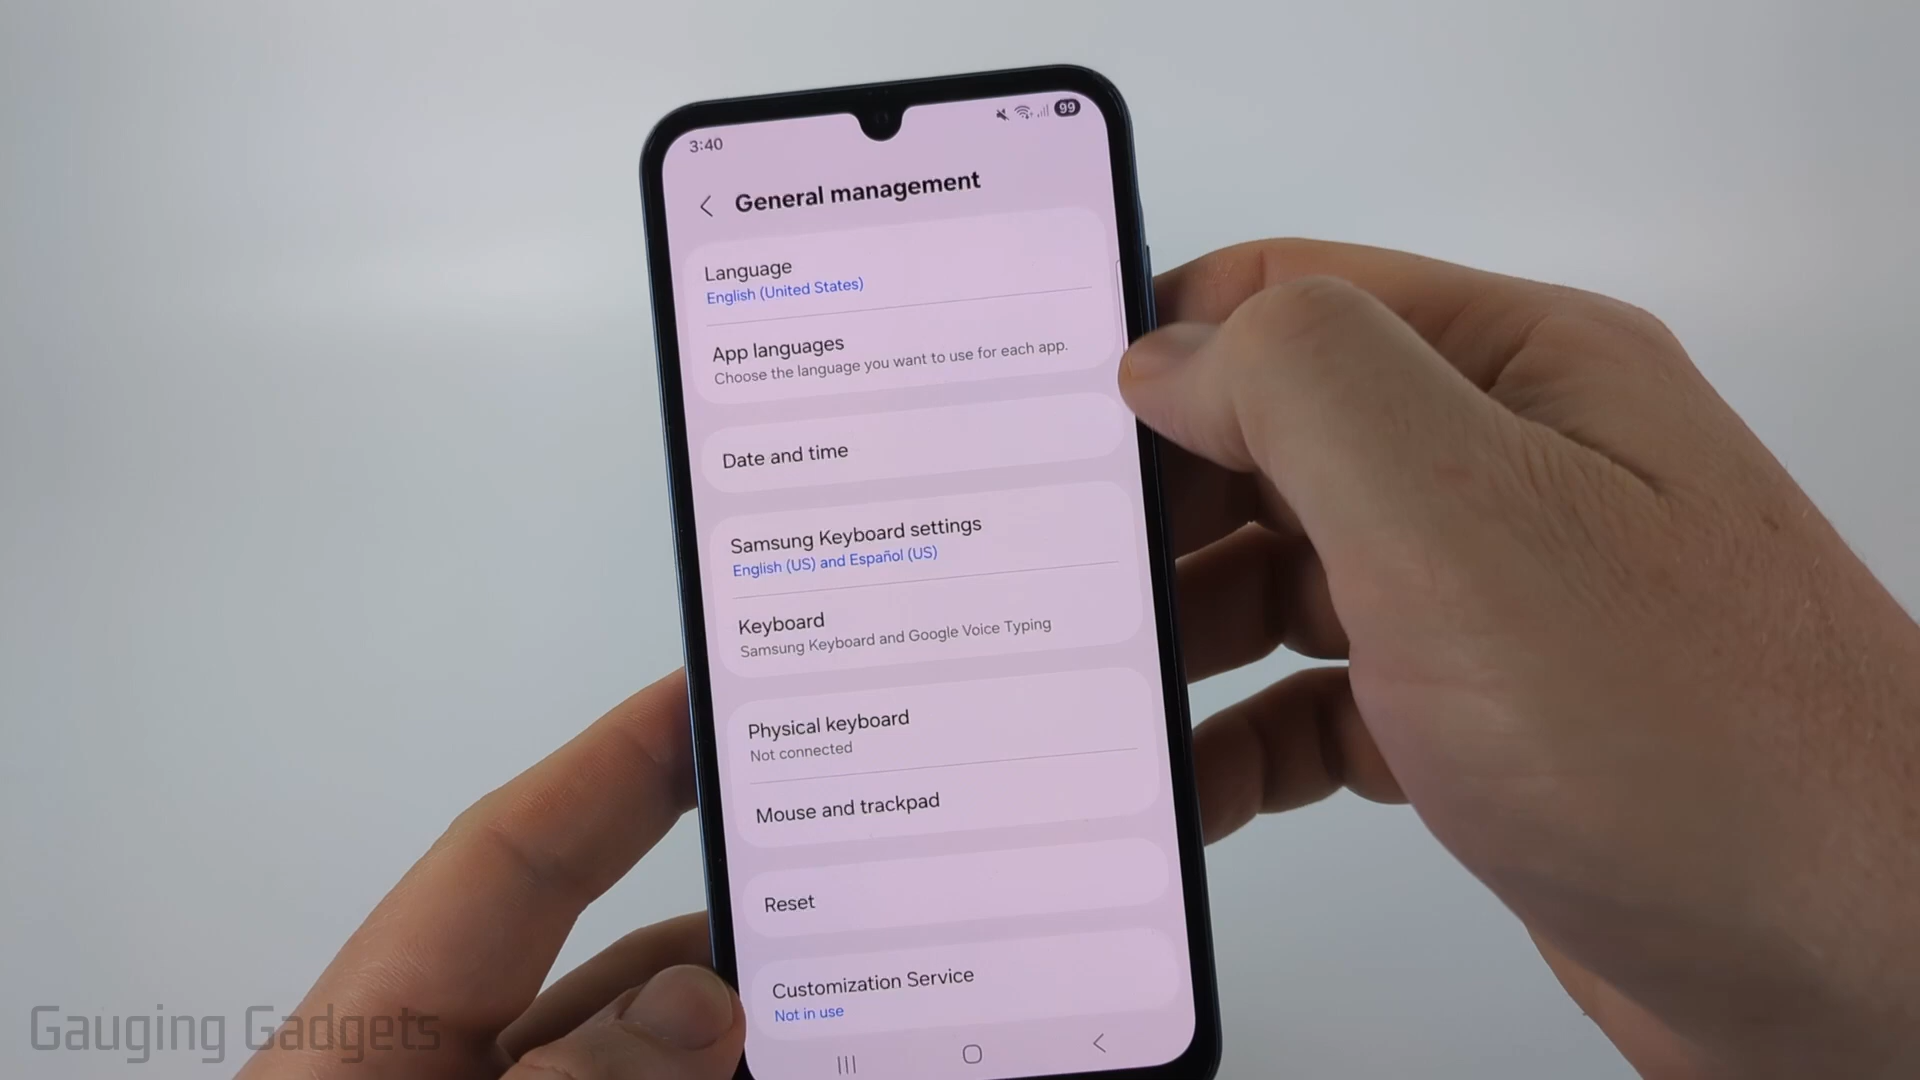 3:40
99
General management
Language
English (United States)
App languages
Choose the language you want to use for each app.
Date and time
Samsung Keyboard settings
English (US) and Español (US)
Keyboard
Samsung Keyboard and Google Voice Typing
Physical keyboard
Not connected
Mouse and trackpad
Reset
Customization Service
Not in use
Gauging Gadgets